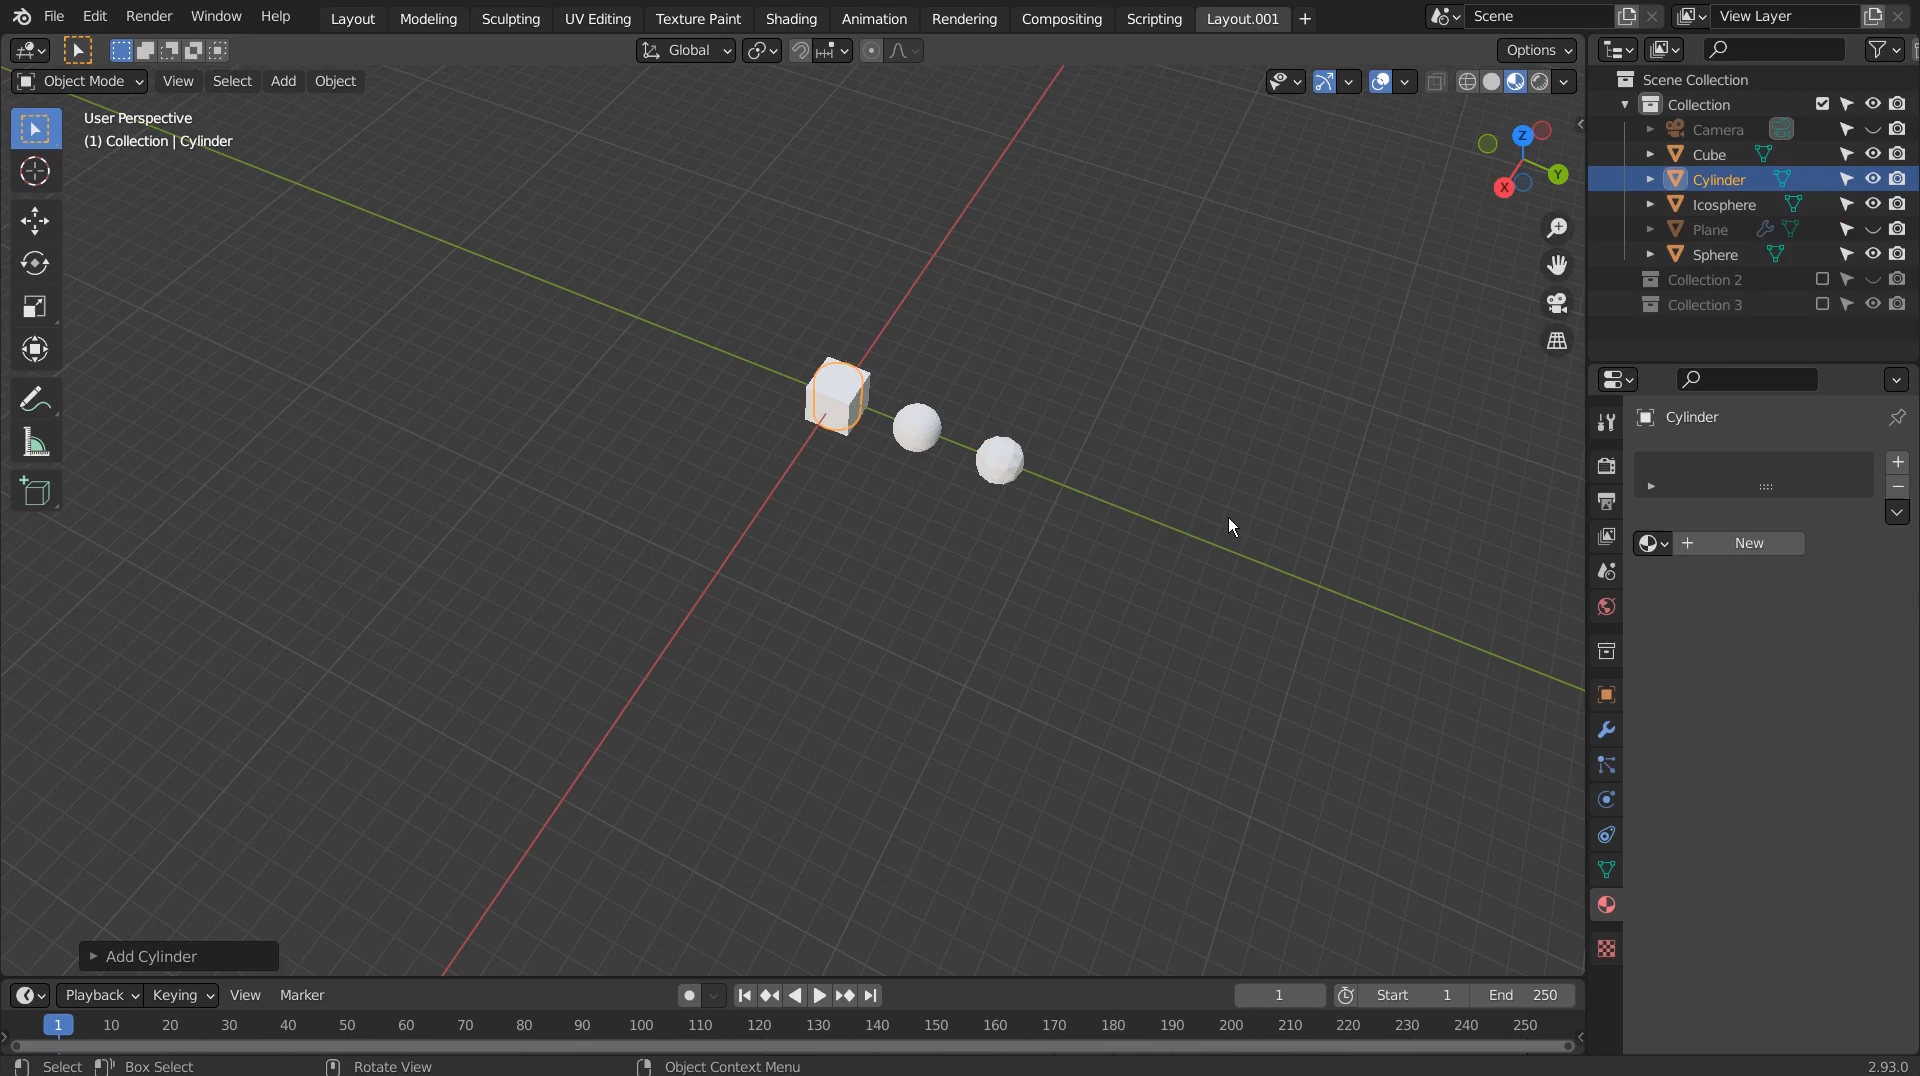 File Edit Render Window Help Layout Modeling Sculpting UV Editing Texture Paint Shading Animation Rendering Compositing Scripting Layout.001 + Scene View Layer
Global Options
Object Mode View Select Add Object
User Perspective
(1) Collection | Cylinder
Z
Y
X
Scene Collection
Collection
Camera
Cube
Cylinder
Icosphere
Plane
Sphere
Collection 2
Collection 3
Cylinder
+ New
Add Cylinder
Playback Keying View Marker 1 Start 1 End 250
1 10 20 30 40 50 60 70 80 90 100 110 120 130 140 150 160 170 180 190 200 210 220 230 240 250
Select Box Select Rotate View Object Context Menu 2.93.0